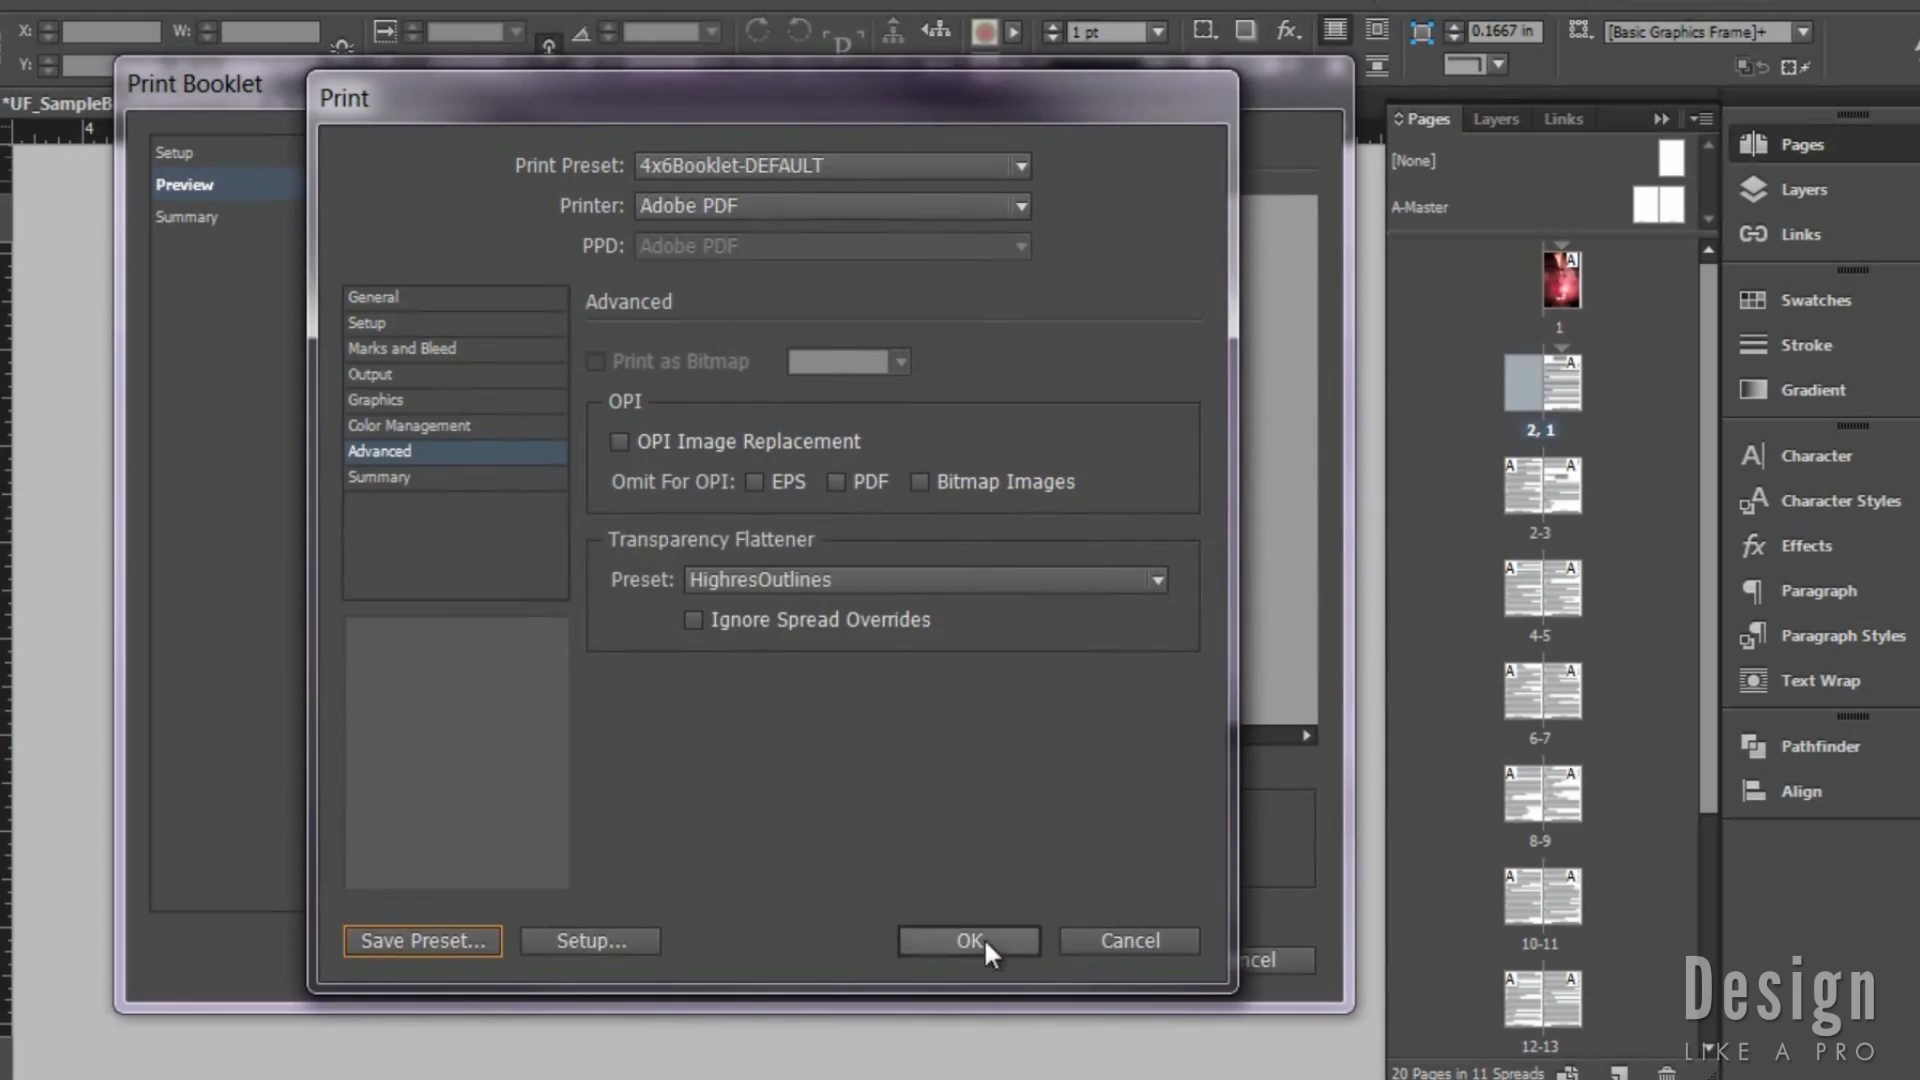 X:
W:
1 pt
fx.
0.1667 in
[Basic Graphics Frame]+
Y:
Print Booklet
*UF_SampleB
4
Setup
Preview
Summary
Print
Print Preset: 4x6Booklet-DEFAULT
Printer: Adobe PDF
PPD: Adobe PDF
General
Setup
Marks and Bleed
Output
Graphics
Color Management
Advanced
Summary
Advanced
Print as Bitmap
OPI
OPI Image Replacement
Omit For OPI: EPS PDF Bitmap Images
Transparency Flattener
Preset: HighresOutlines
Ignore Spread Overrides
Save Preset...
Setup...
OK
Cancel
ncel
Pages
Layers
Links
[None]
A-Master
A
1
A
2, 1
A A
2-3
A A
4-5
A A
6-7
A A
8-9
A A
10-11
A A
12-13
20 Pages in 11 Spreads
Pages
Layers
Links
Swatches
Stroke
Gradient
Character
Character Styles
Effects
Paragraph
Paragraph Styles
Text Wrap
Pathfinder
Align
Design
LIKE A PRO